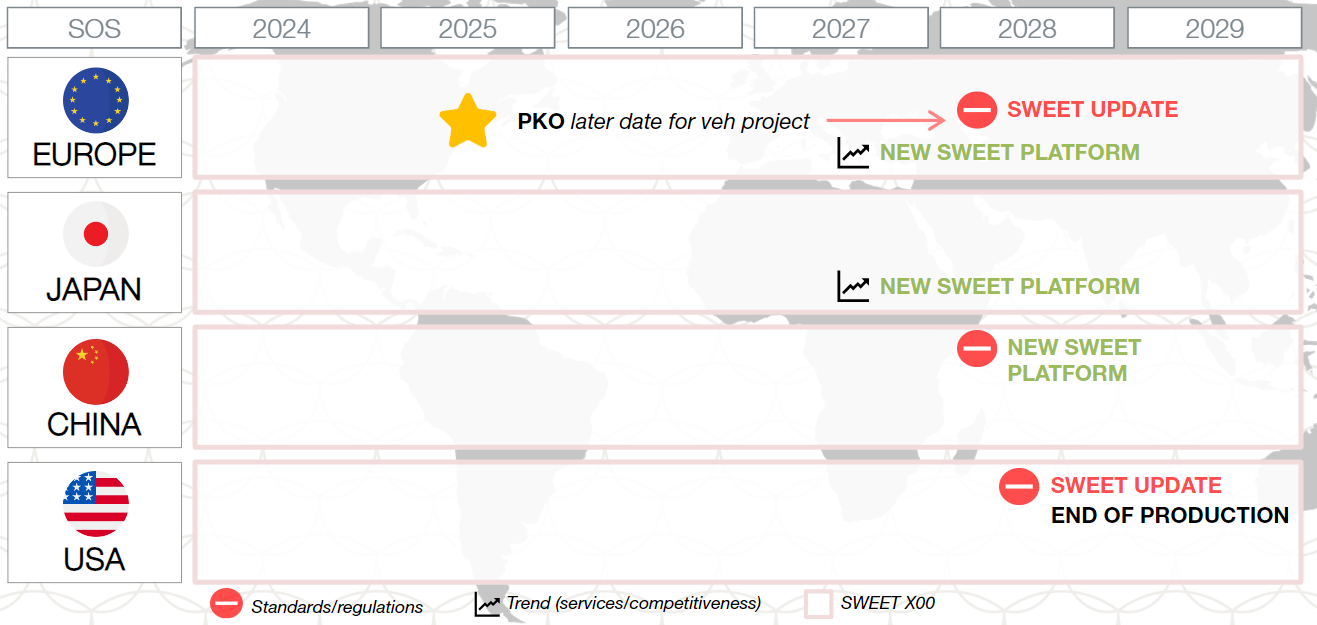 SOS 2024 2025 2026 2027 2028 2029
EUROPE
PKO later date for veh project
SWEET UPDATE
NEW SWEET PLATFORM
JAPAN
NEW SWEET PLATFORM
CHINA
NEW SWEET
PLATFORM
USA
SWEET UPDATE
END OF PRODUCTION
Standards/regulations
Trend (services/competitiveness)
SWEET X00